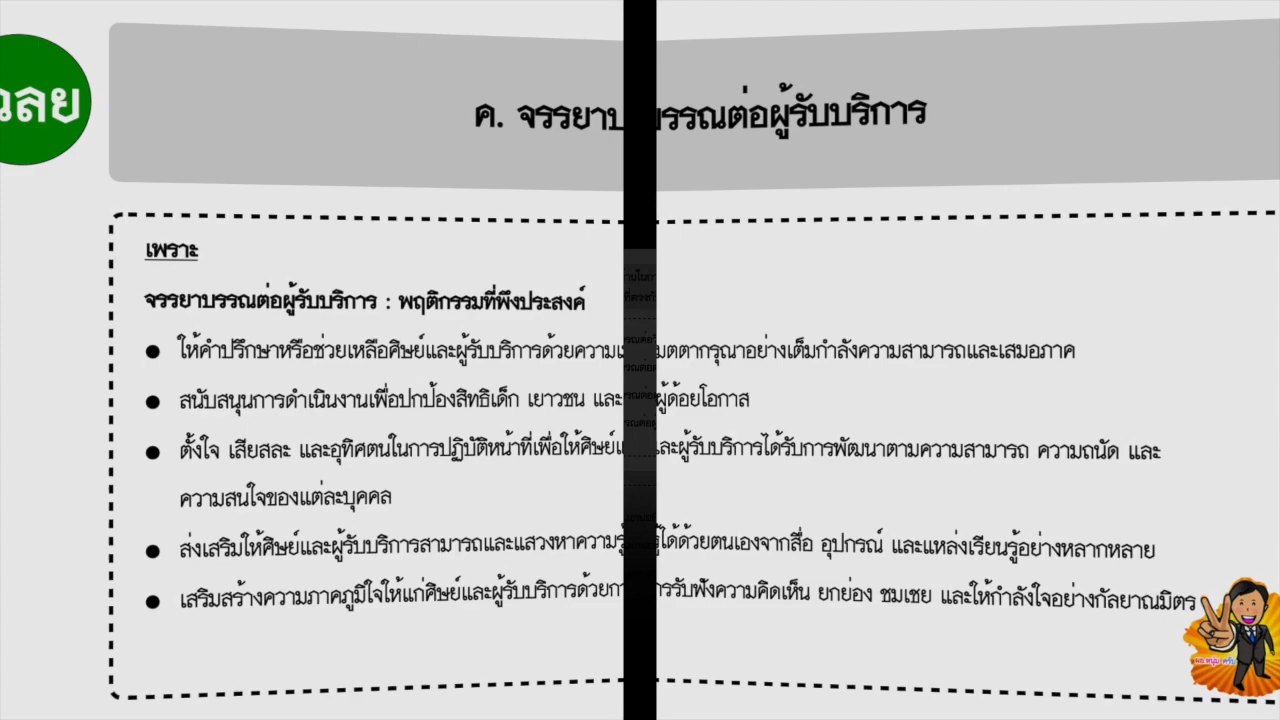 ฉลย
ค. จรรยาบรรณต่อผู้รับบริการ
เพราะ
จรรยาบรรณต่อผู้รับบริการ : พฤติกรรมที่พึงประสงค์
● ให้คำปรึกษาหรือช่วยเหลือศิษย์และผู้รับบริการด้วยความเมตตากรุณาอย่างเต็มกำลังความสามารถและเสมอภาค
● สนับสนุนการดำเนินงานเพื่อปกป้องสิทธิเด็ก เยาวชน และผู้ด้อยโอกาส
● ตั้งใจ เสียสละ และอุทิศตนในการปฏิบัติหน้าที่เพื่อให้ศิษย์และผู้รับบริการได้รับการพัฒนาตามความสามารถ ความถนัด และ
ความสนใจของแต่ละบุคคล
● ส่งเสริมให้ศิษย์และผู้รับบริการสามารถและแสวงหาความรู้ได้ด้วยตนเองจากสื่อ อุปกรณ์ และแหล่งเรียนรู้อย่างหลากหลาย
● เสริมสร้างความภาคภูมิใจให้แก่ศิษย์และผู้รับบริการด้วยการรับฟังความคิดเห็น ยกย่อง ชมเชย และให้กำลังใจอย่างกัลยาณมิตร